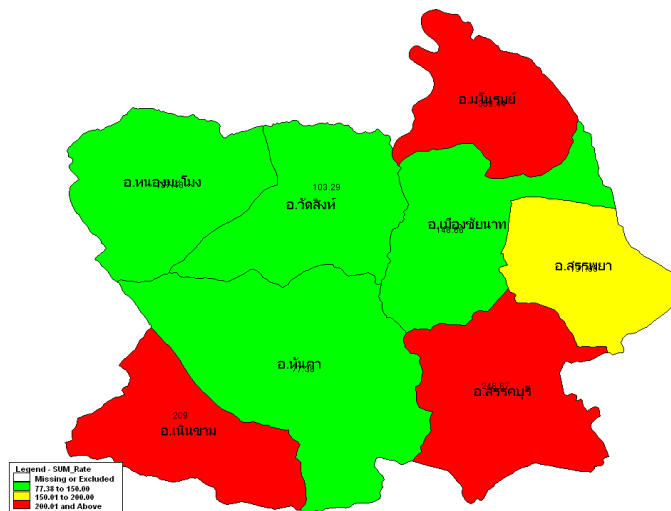 อ.มโนรมย์
103.29
อ.หนองมะโมง
อ.วัดสิงห์
อ.เมืองชัยนาท
อ.สรรพยา
อ.หันคา
77.38
246.67
อ.สรรคบุรี
209
อ.เนินขาม
Legend - SUM_Rate
Missing or Excluded
77.38 to 150.00
150.01 to 200.00
200.01 and Above